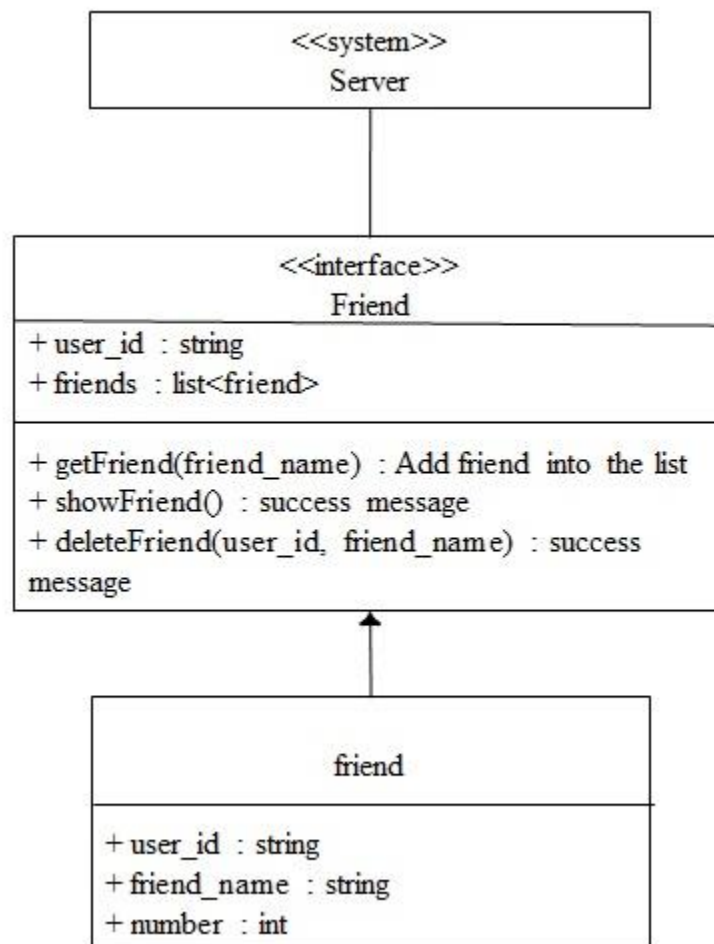 <<system>>
Server
<<interface>>
Friend
+ user_id : string
+ friends : list<friend>
+ getFriend(friend_name) : Add friend into the list
+ showFriend() : success message
+ deleteFriend(user_id, friend_name) : success
message
friend
+ user_id : string
+ friend_name : string
+ number : int